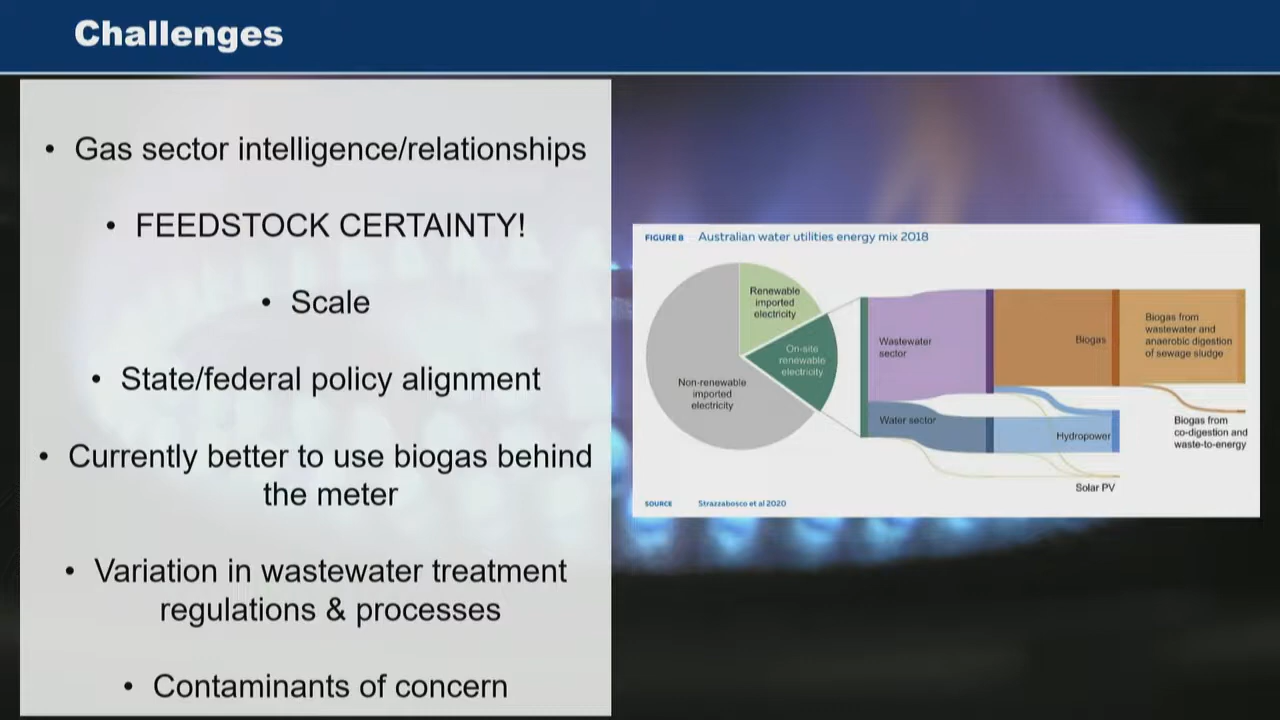 Challenges
• Gas sector intelligence/relationships
• FEEDSTOCK CERTAINTY!
• Scale
• State/federal policy alignment
• Currently better to use biogas behind
the meter
• Variation in wastewater treatment
regulations & processes
• Contaminants of concern
FIGURE 8 Australian water utilities energy mix 2018
Renewable
imported
electricity
On-site
renewable
electricity
Non-renewable
imported
electricity
Wastewater
sector
Water sector
Biogas
Hydropower
Solar PV
Biogas from
wastewater and
anaerobic digestion
of sewage sludge
Biogas from
co-digestion and
waste-to-energy
SOURCE Strazzabosco et al 2020